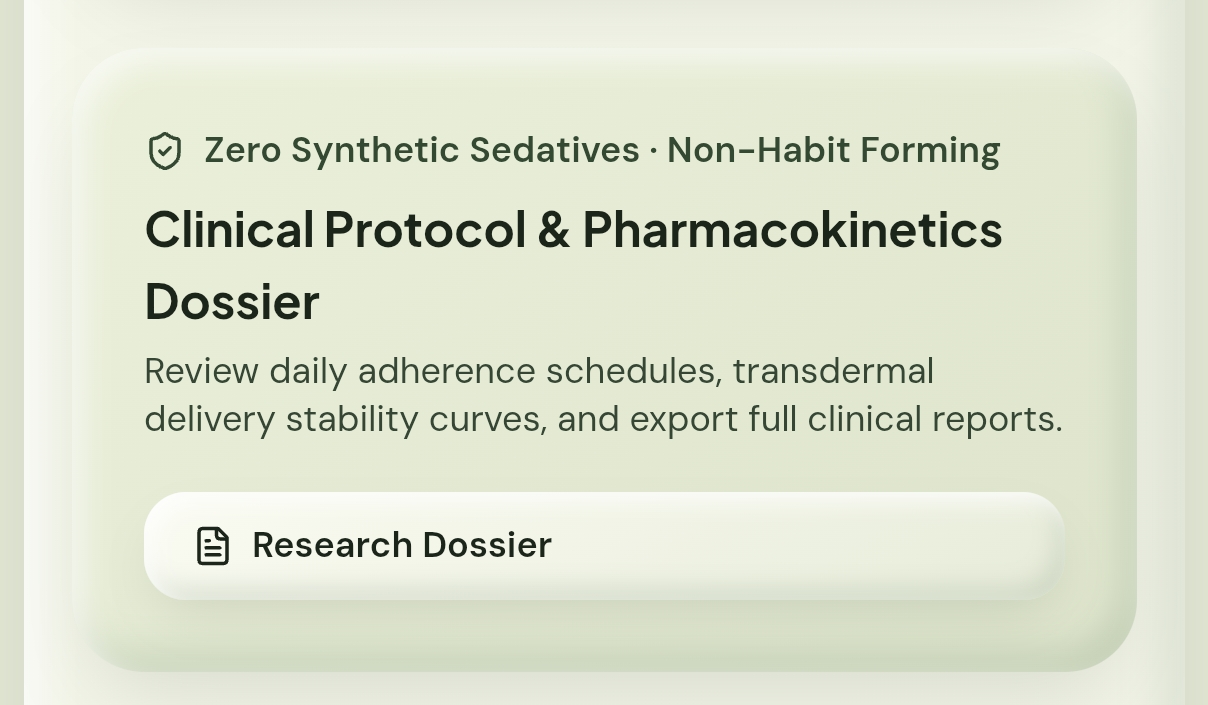 Zero Synthetic Sedatives · Non-Habit Forming
Clinical Protocol & Pharmacokinetics
Dossier
Review daily adherence schedules, transdermal
delivery stability curves, and export full clinical reports.
Research Dossier